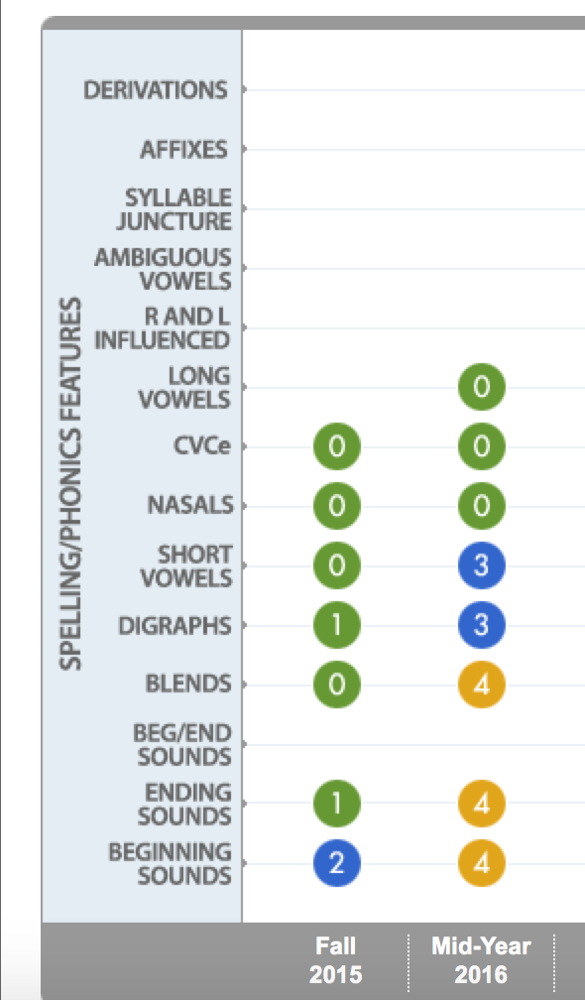 SPELLING/PHONICS FEATURES
DERIVATIONS
AFFIXES
SYLLABLE
JUNCTURE
AMBIGUOUS
VOWELS
R AND L
INFLUENCED
LONG
VOWELS
0
CVCe
0 0
NASALS
0 0
SHORT
VOWELS
0 3
DIGRAPHS
1 3
BLENDS
0 4
BEG/END
SOUNDS
ENDING
SOUNDS
1 4
BEGINNING
SOUNDS
2 4
Fall
2015
Mid-Year
2016